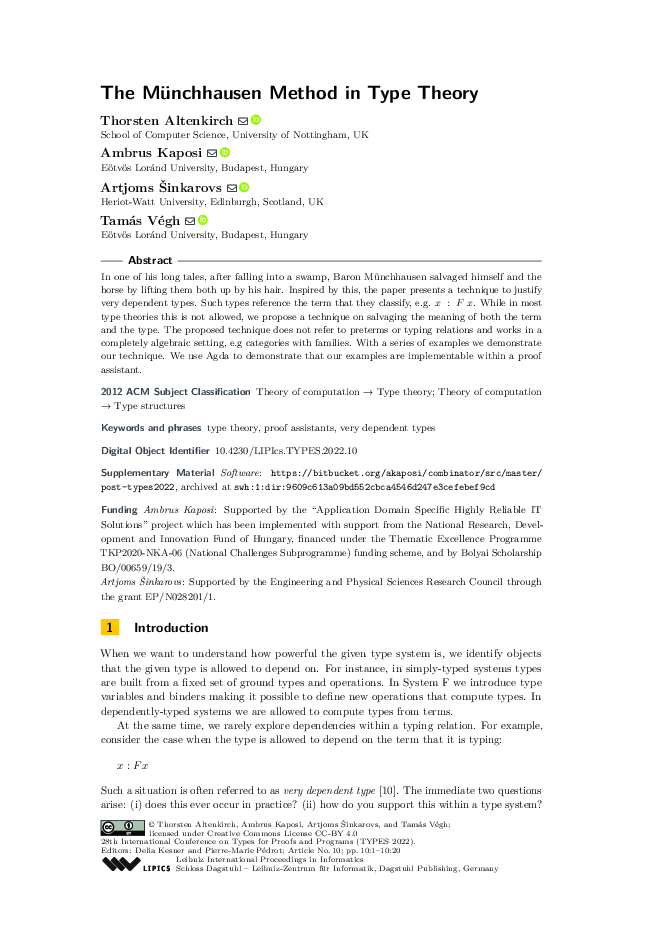 The Münchhausen Method in Type Theory
Thorsten Altenkirch
School of Computer Science, University of Nottingham, UK
Ambrus Kaposi
Eötvös Loránd University, Budapest, Hungary
Artjoms Šinkarovs
Heriot-Watt University, Edinburgh, Scotland, UK
Tamás Végh
Eötvös Loránd University, Budapest, Hungary
Abstract
In one of his long tales, after falling into a swamp, Baron Münchhausen salvaged himself and the
horse by lifting them both up by his hair. Inspired by this, the paper presents a technique to justify
very dependent types. Such types reference the term that they classify, e.g. x : F x. While in most
type theories this is not allowed, we propose a technique on salvaging the meaning of both the term
and the type. The proposed technique does not refer to preterms or typing relations and works in a
completely algebraic setting, e.g categories with families. With a series of examples we demonstrate
our technique. We use Agda to demonstrate that our examples are implementable within a proof
assistant.
2012 ACM Subject Classification Theory of computation → Type theory; Theory of computation
→ Type structures
Keywords and phrases type theory, proof assistants, very dependent types
Digital Object Identifier 10.4230/LIPIcs.TYPES.2022.10
Supplementary Material Software: https://bitbucket.org/akaposi/combinator/src/master/
post-types2022, archived at swh:1:dir:9609c613a09bd552cbca4546d247e3cefebef9cd
Funding Ambrus Kaposi: Supported by the “Application Domain Specific Highly Reliable IT
Solutions” project which has been implemented with support from the National Research, Devel-
opment and Innovation Fund of Hungary, financed under the Thematic Excellence Programme
TKP2020-NKA-06 (National Challenges Subprogramme) funding scheme, and by Bolyai Scholarship
BO/00659/19/3.
Artjoms Šinkarovs: Supported by the Engineering and Physical Sciences Research Council through
the grant EP/N028201/1.
1 Introduction
When we want to understand how powerful the given type system is, we identify objects
that the given type is allowed to depend on. For instance, in simply-typed systems types
are built from a fixed set of ground types and operations. In System F we introduce type
variables and binders making it possible to define new operations that compute types. In
dependently-typed systems we are allowed to compute types from terms.
At the same time, we rarely explore dependencies within a typing relation. For example,
consider the case when the type is allowed to depend on the term that it is typing:
x : F x
Such a situation is often referred to as very dependent type [10]. The immediate two questions
arise: (i) does this ever occur in practice? (ii) how do you support this within a type system?
© Thorsten Altenkirch, Ambrus Kaposi, Artjoms Šinkarovs, and Tamás Végh;
licensed under Creative Commons License CC-BY 4.0
28th International Conference on Types for Proofs and Programs (TYPES 2022).
Editors: Delia Kesner and Pierre-Marie Pédrot; Article No. 10; pp. 10:1–10:20
Leibniz International Proceedings in Informatics
LIPICS Schloss Dagstuhl – Leibniz-Zentrum für Informatik, Dagstuhl Publishing, Germany